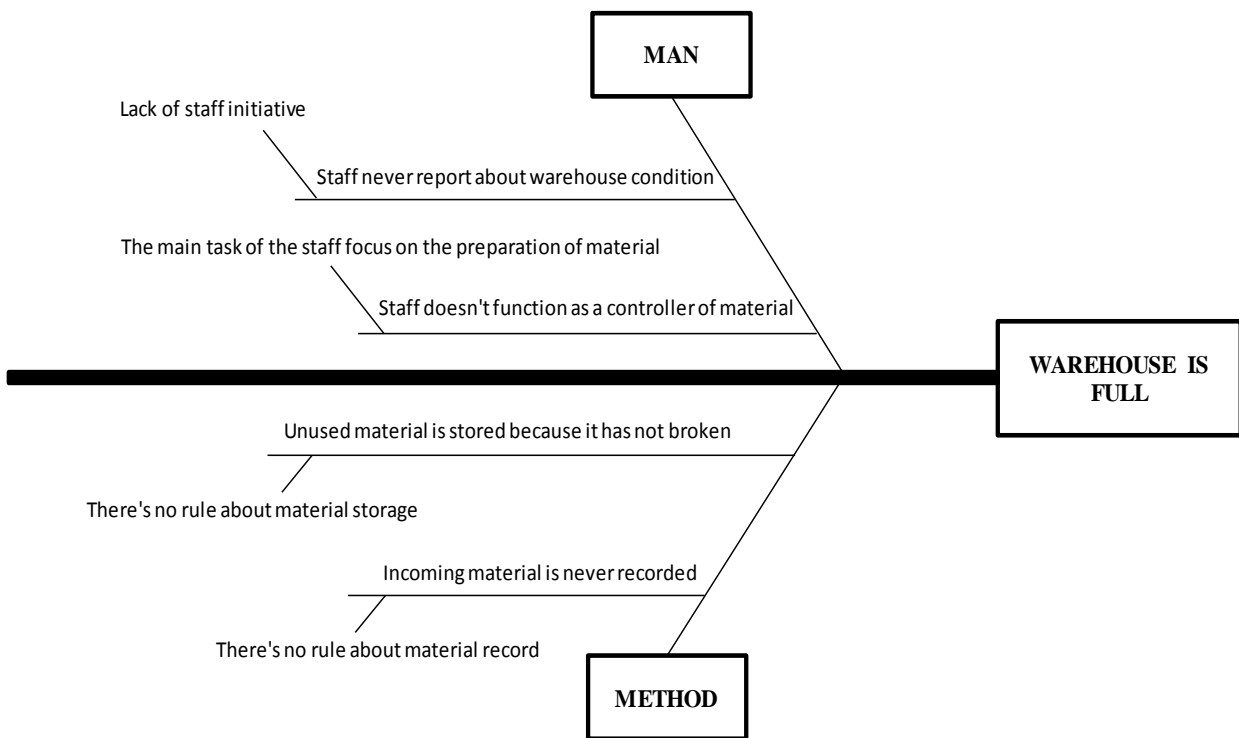 MAN
Lack of staff initiative
Staff never report about warehouse condition
The main task of the staff focus on the preparation of material
Staff doesn't function as a controller of material
WAREHOUSE IS
FULL
Unused material is stored because it has not broken
There's no rule about material storage
Incoming material is never recorded
There's no rule about material record
METHOD